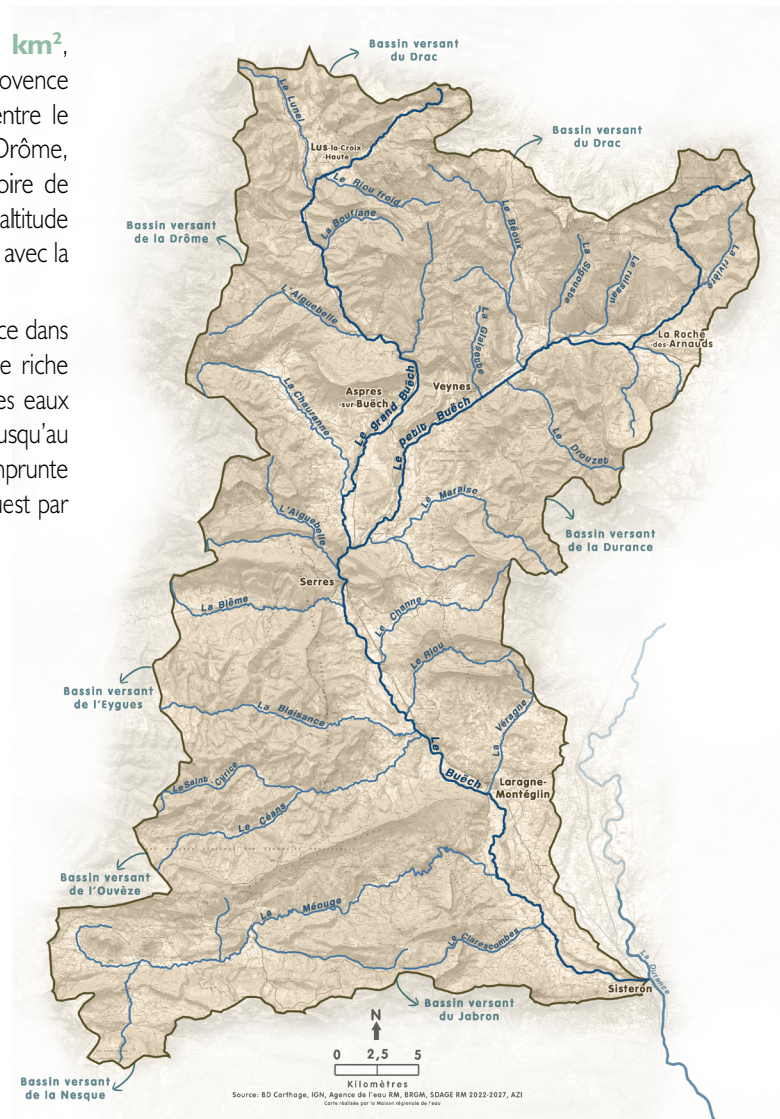 km²,
ovence
entre le
Drôme,
oire de
altitude
avec la
ce dans
e riche
es eaux
usqu'au
mprunte
uest par
Bassin versant
du Drac
Bassin versant
du Drac
Le Lunel
Lus-la-Croix
-Haute
Le Riou froid
La Bouriane
Bassin versant
de la Drôme
Le Béoux
La Sigouste
Le ruisson
La rivière
L'Aiguebelle
La Glaisette
La Roche
-des-Arnauds
Aspres
-sur-Buëch
Veynes
La Chauranne
Le grand Buëch
Le petit Buëch
Le Drouzet
Le Maraise
L'Aiguebelle
Bassin versant
de la Durance
Serres
La Blême
Le Channe
Le Riou
Bassin versant
de l'Eygues
La Blaisance
La Véragne
Le Buëch
Laragne-
Montéglin
Le Saint-Cyrice
Le Céans
Bassin versant
de l'Ouvèze
La Méouge
Le Clarescombes
La Durance
Sisteron
Bassin versant
du Jabron
Bassin versant
de la Nesque
N
0 2,5 5
Kilomètres
Source: BD Carthage, IGN, Agence de l'eau RM, BRGM, SDAGE RM 2022-2027, AZI
Carte réalisée par la Maison régionale de l'eau